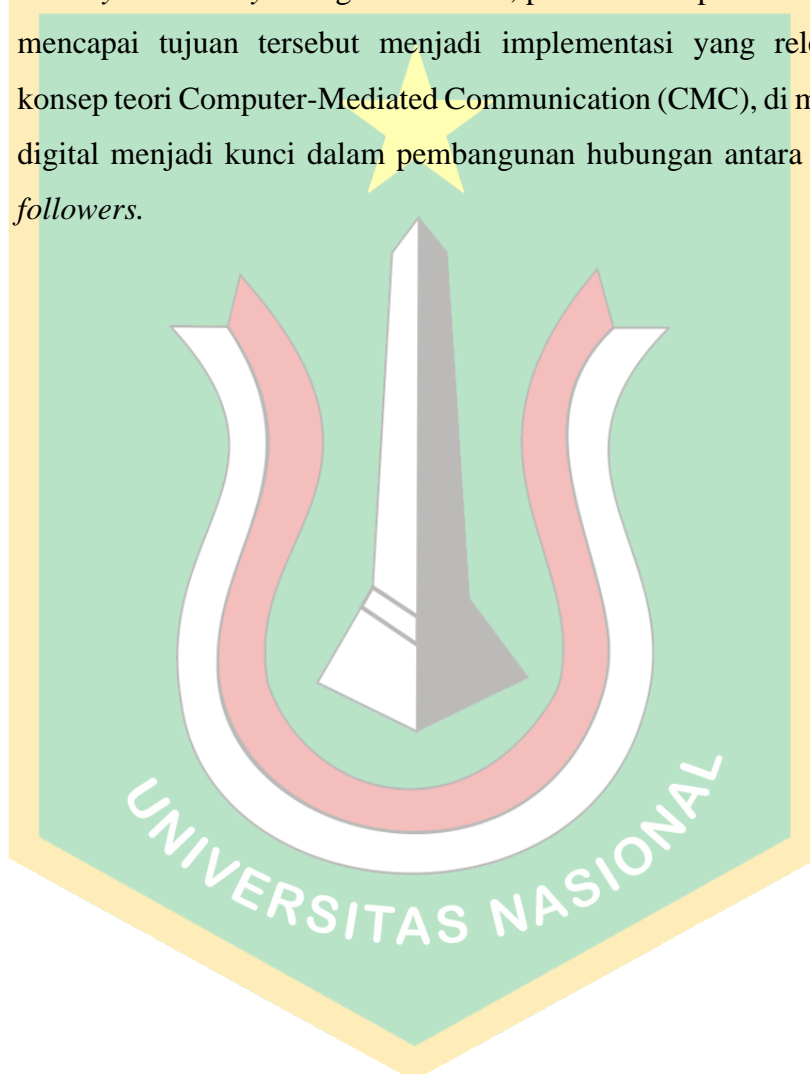 mencapai tujuan tersebut menjadi implementasi yang rele
konsep teori Computer-Mediated Communication (CMC), di m
digital menjadi kunci dalam pembangunan hubungan antara
followers.
UNIVERSITAS NASIONAL